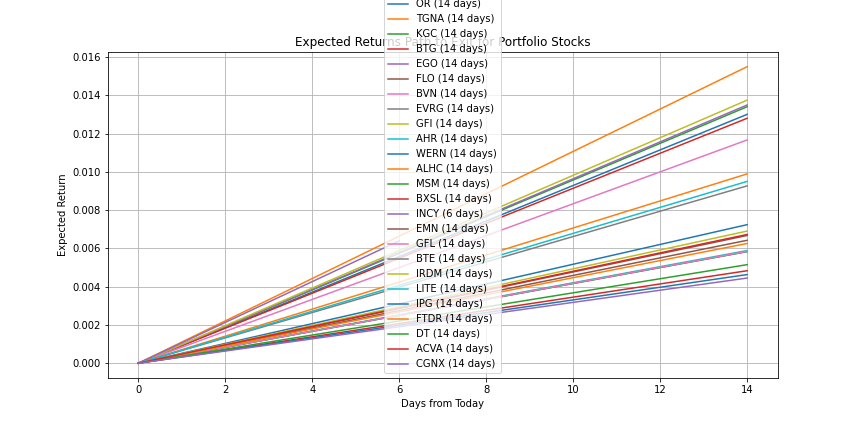 OR (14 days)
TGNA (14 days)
Expected Returns Path to Exit for Portfolio Stocks
KGC (14 days)
BTG (14 days)
EGO (14 days)
FLO (14 days)
BVN (14 days)
EVRG (14 days)
GFI (14 days)
AHR (14 days)
WERN (14 days)
ALHC (14 days)
MSM (14 days)
BXSL (14 days)
INCY (6 days)
EMN (14 days)
GFL (14 days)
BTE (14 days)
IRDM (14 days)
LITE (14 days)
IPG (14 days)
FTDR (14 days)
DT (14 days)
ACVA (14 days)
CGNX (14 days)
0.016
0.014
0.012
0.010
0.008
0.006
0.004
0.002
0.000
Expected Return
0 2 4 6 8 10 12 14
Days from Today